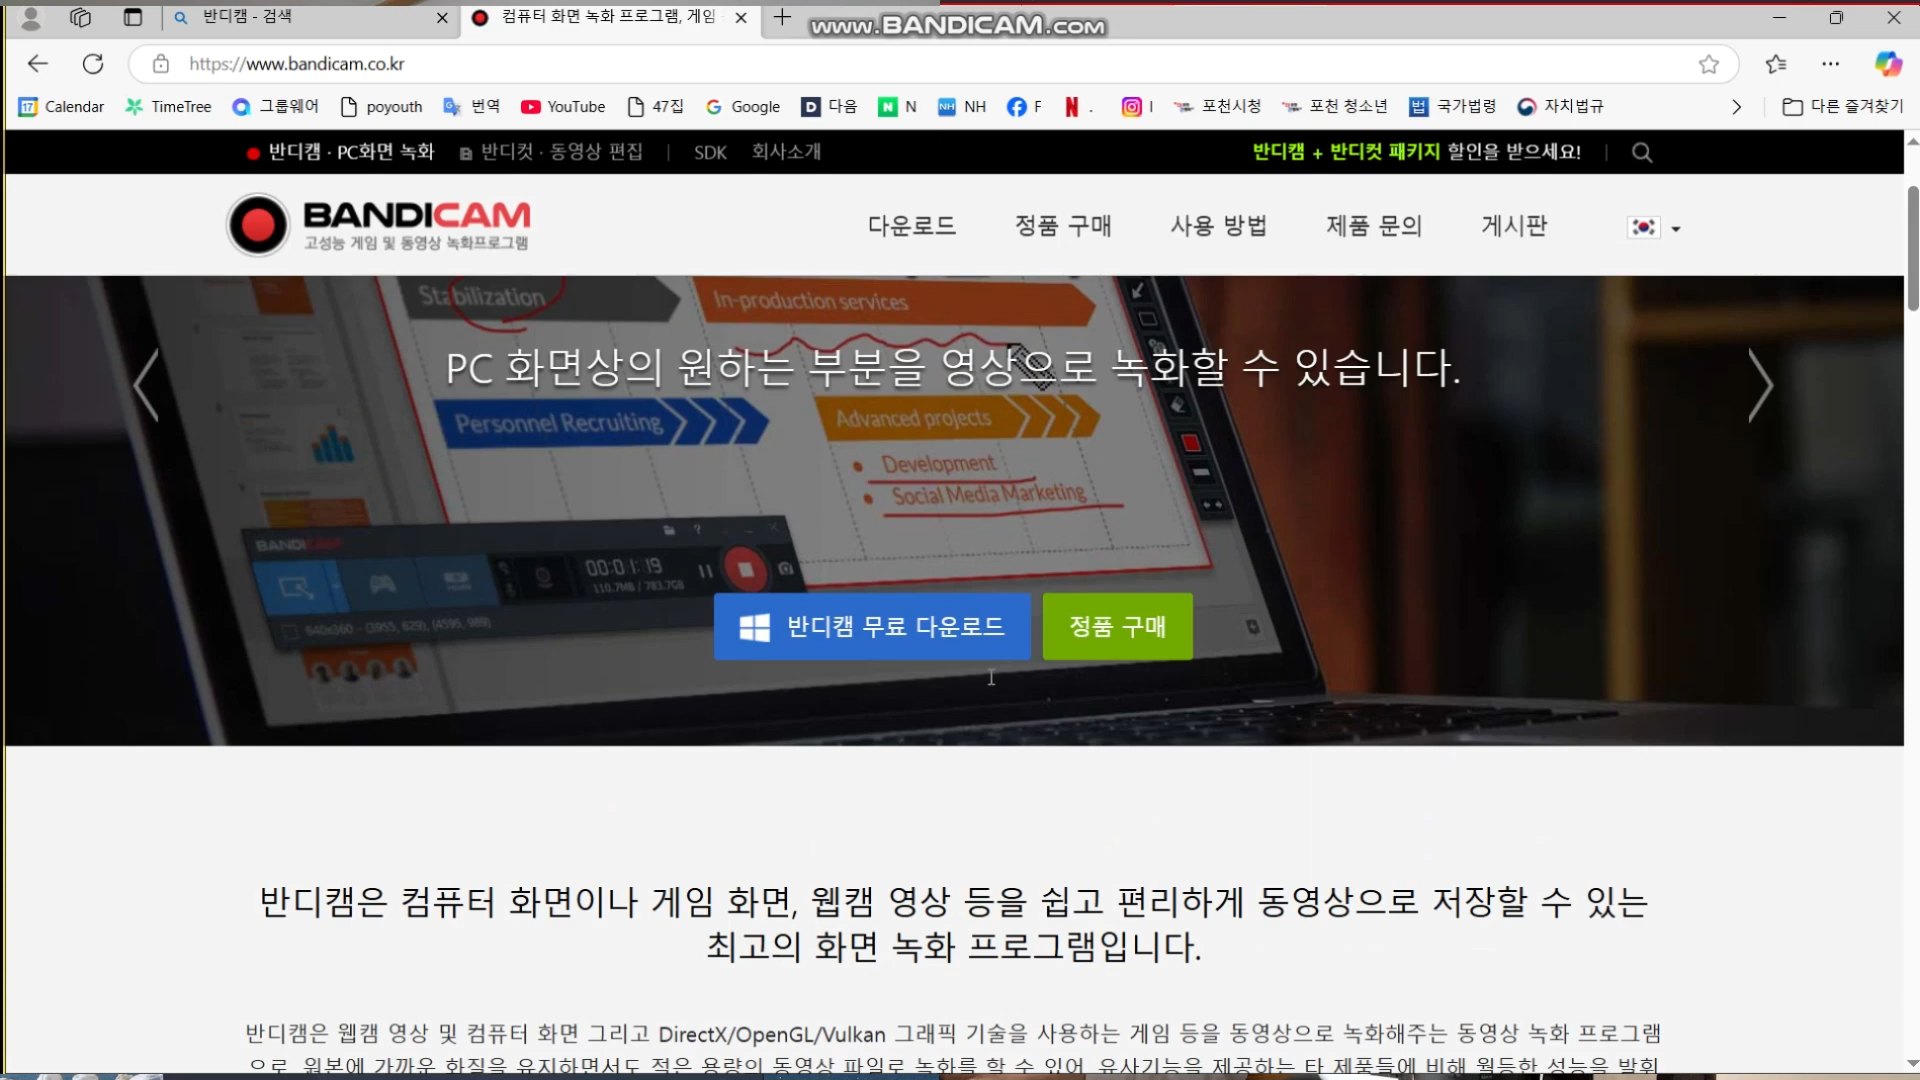 반디캠 - 검색
컴퓨터 화면 녹화 프로그램, 게임
www.BANDICAM.com
https://www.bandicam.co.kr
17 Calendar TimeTree 그룹웨어 poyouth 번역 YouTube 47집 Google D 다음 N N NH NH F N . I 포천시청 포천 청소년 법 국가법령 자치법규 다른 즐겨찾기
반디캠 · PC화면 녹화 반디컷 · 동영상 편집 | SDK 회사소개 반디캠 + 반디컷 패키지 할인을 받으세요! |
BANDICAM
고성능 게임 및 동영상 녹화프로그램
다운로드 정품 구매 사용 방법 제품 문의 게시판
Stabilization In-production services
PC 화면상의 원하는 부분을 영상으로 녹화할 수 있습니다.
Personnel Recruiting Advanced projects
Development
Social Media Marketing
BANDICAM
00:01:19
110.7MB / 783.7GB
640x360 - (3955, 629), (4595, 989)
반디캠 무료 다운로드 정품 구매
반디캠은 컴퓨터 화면이나 게임 화면, 웹캠 영상 등을 쉽고 편리하게 동영상으로 저장할 수 있는
최고의 화면 녹화 프로그램입니다.
반디캠은 웹캠 영상 및 컴퓨터 화면 그리고 DirectX/OpenGL/Vulkan 그래픽 기술을 사용하는 게임 등을 동영상으로 녹화해주는 동영상 녹화 프로그램
으로, 원본에 가까운 화질을 유지하면서도 적은 용량의 동영상 파일로 녹화를 할 수 있어, 유사기능을 제공하는 타 제품들에 비해 월등한 성능을 발휘